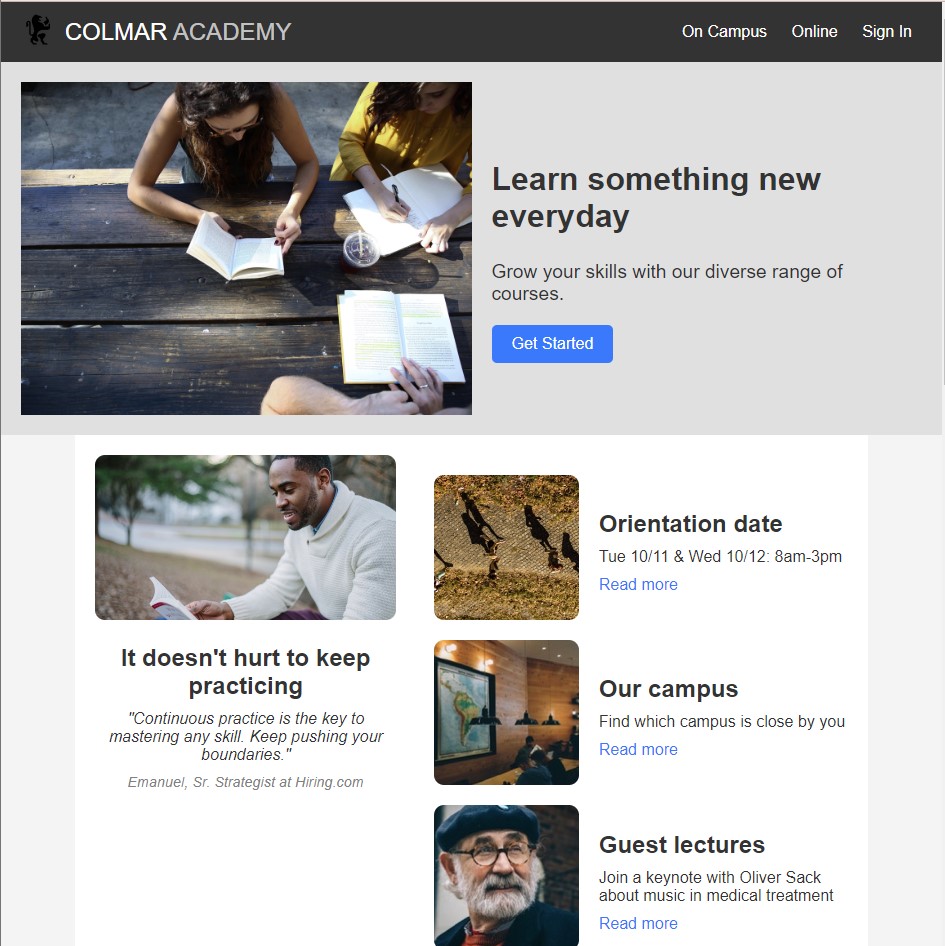 COLMAR ACADEMY
On Campus Online Sign In
Learn something new
everyday
Grow your skills with our diverse range of
courses.
Get Started
It doesn't hurt to keep
practicing
"Continuous practice is the key to
mastering any skill. Keep pushing your
boundaries."
Emanuel, Sr. Strategist at Hiring.com
Orientation date
Tue 10/11 & Wed 10/12: 8am-3pm
Read more
Our campus
Find which campus is close by you
Read more
Guest lectures
Join a keynote with Oliver Sack
about music in medical treatment
Read more